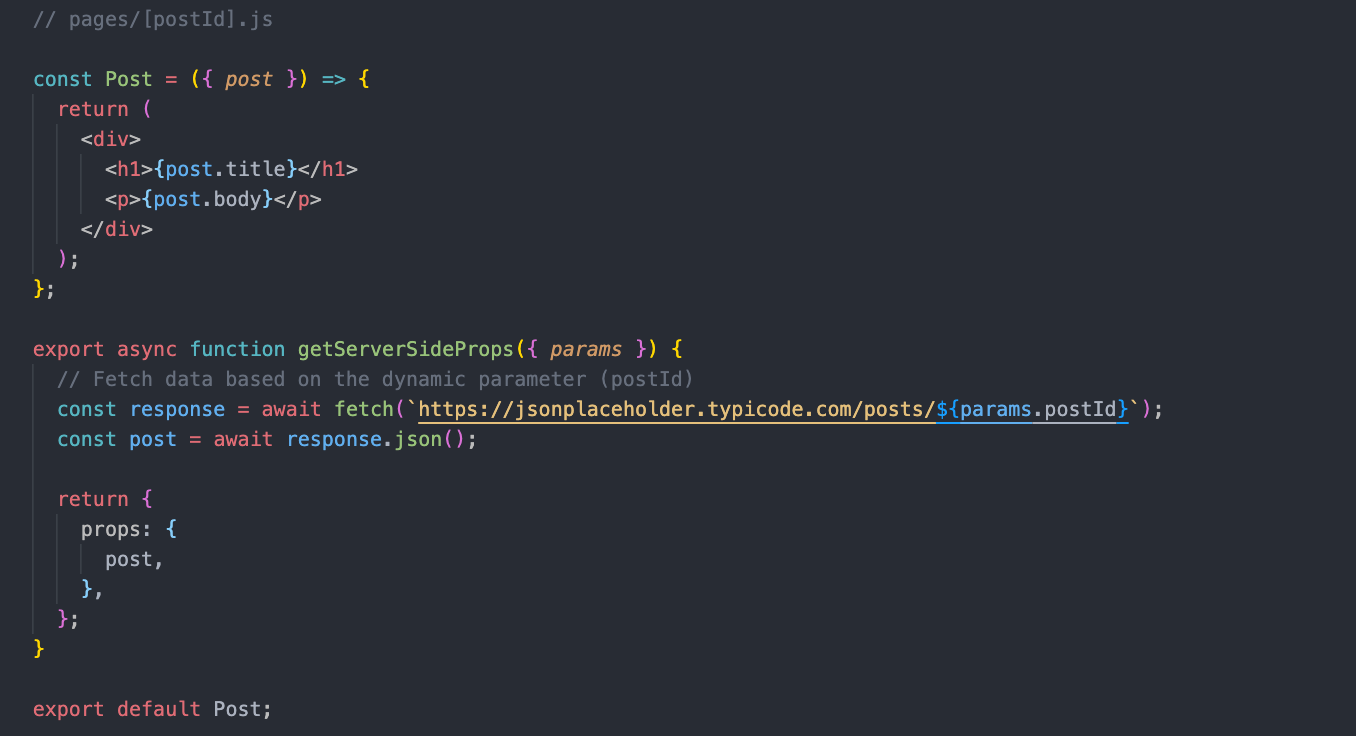 // pages/[postId].js

const Post = ({ post }) => {
  return (
    <div>
      <h1>{post.title}</h1>
      <p>{post.body}</p>
    </div>
  );
};

export async function getServerSideProps({ params }) {
  // Fetch data based on the dynamic parameter (postId)
  const response = await fetch(`https://jsonplaceholder.typicode.com/posts/${params.postId}`);
  const post = await response.json();

  return {
    props: {
      post,
    },
  };
}

export default Post;